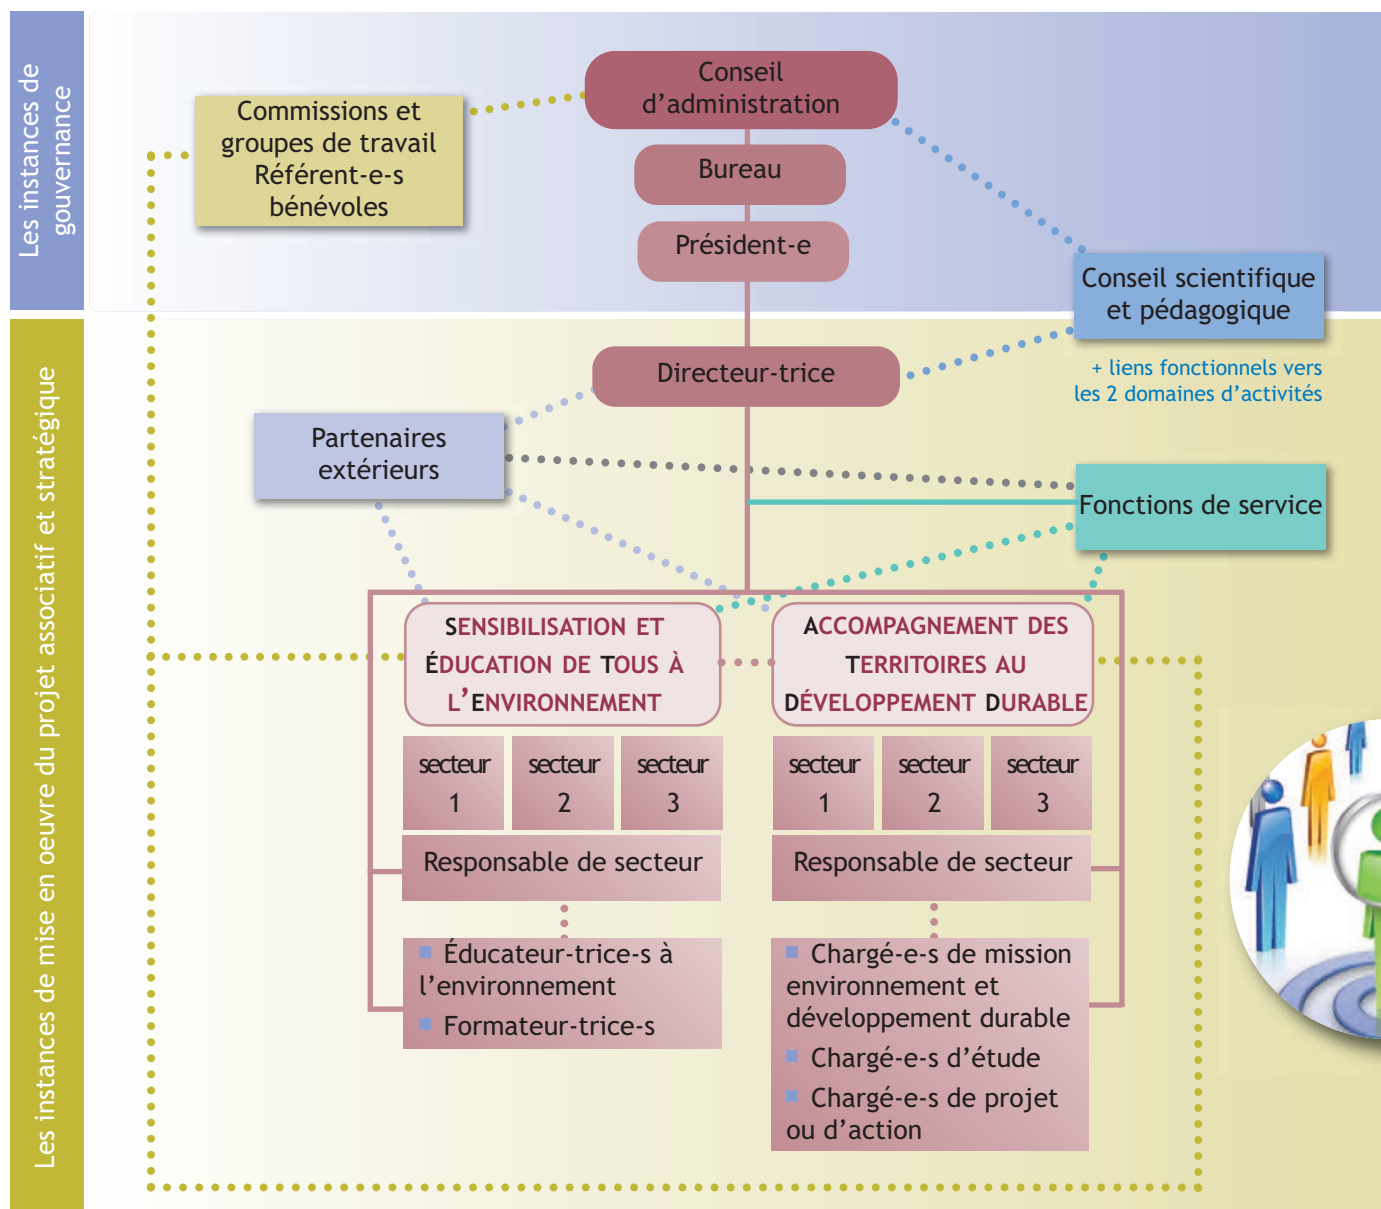 Les instances de
gouvernance
Conseil
d’administration
Commissions et
groupes de travail
Référent-e-s
bénévoles
Bureau
Président-e
Conseil scientifique
et pédagogique
Les instances de mise en oeuvre du projet associatif et stratégique
Directeur-trice
+ liens fonctionnels vers
les 2 domaines d’activités
Partenaires
extérieurs
Fonctions de service
SENSIBILISATION ET
ÉDUCATION DE TOUS À
L’ENVIRONNEMENT
ACCOMPAGNEMENT DES
TERRITOIRES AU
DÉVELOPPEMENT DURABLE
secteur
1
secteur
2
secteur
3
secteur
1
secteur
2
secteur
3
Responsable de secteur
Responsable de secteur
Éducateur-trice-s à
l’environnement
Formateur-trice-s
Chargé-e-s de mission
environnement et
développement durable
Chargé-e-s d’étude
Chargé-e-s de projet
ou d’action